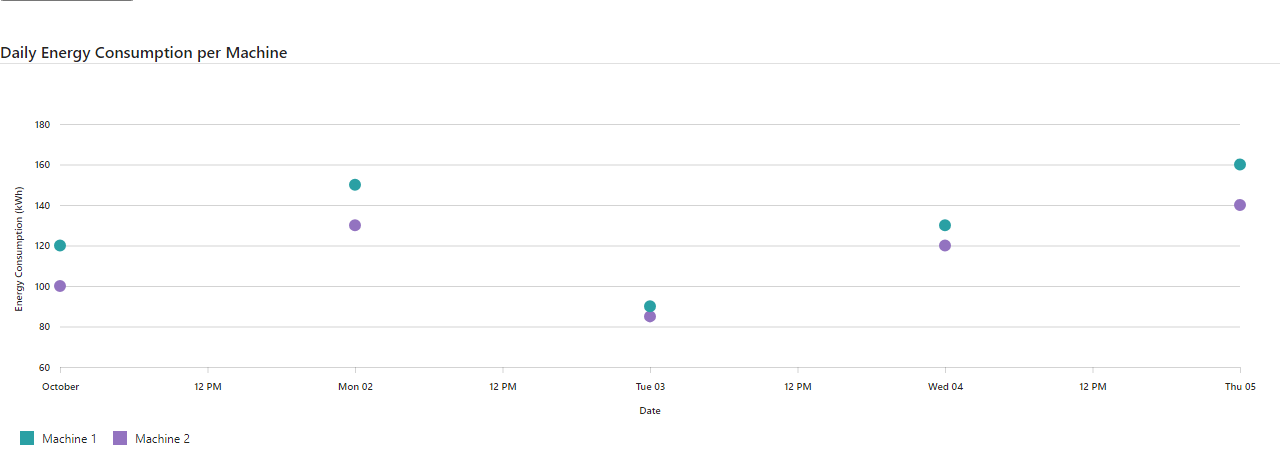 Daily Energy Consumption per Machine
180
160
140
120
100
80
60
Energy Consumption (kWh)
October 12 PM Mon 02 12 PM Tue 03 12 PM Wed 04 12 PM Thu 05
Date
Machine 1 Machine 2